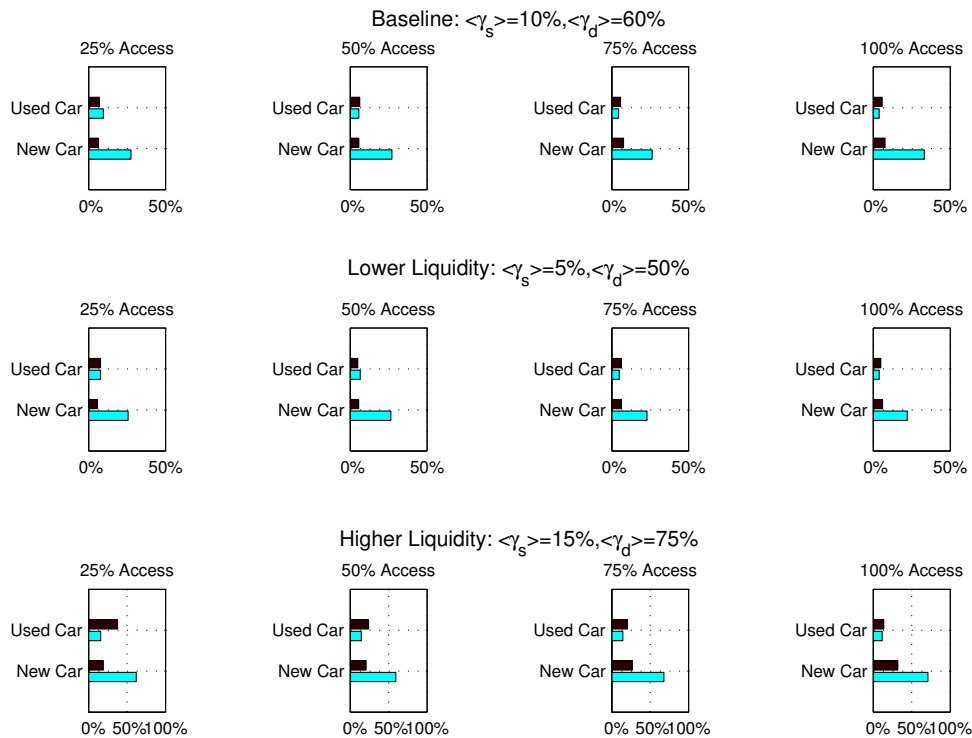 Baseline: <γs>=10%,<γd>=60%
25% Access 50% Access 75% Access 100% Access
Used Car Used Car Used Car Used Car
New Car New Car New Car New Car
0% 50% 0% 50% 0% 50% 0% 50%
Lower Liquidity: <γs>=5%,<γd>=50%
25% Access 50% Access 75% Access 100% Access
Used Car Used Car Used Car Used Car
New Car New Car New Car New Car
0% 50% 0% 50% 0% 50% 0% 50%
Higher Liquidity: <γs>=15%,<γd>=75%
25% Access 50% Access 75% Access 100% Access
Used Car Used Car Used Car Used Car
New Car New Car New Car New Car
0% 50%100% 0% 50%100% 0% 50%100% 0% 50%100%